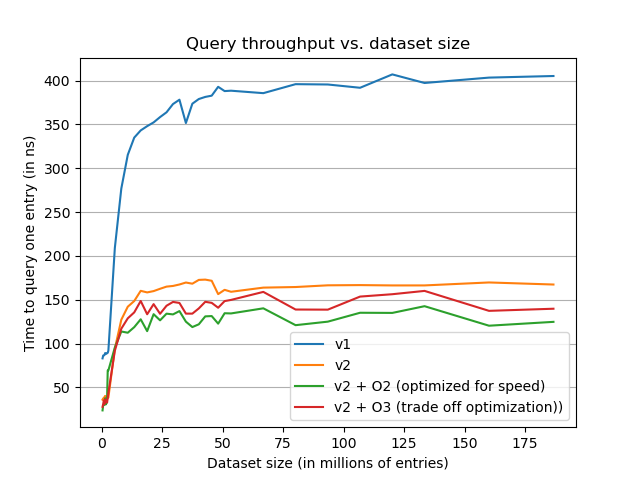 Query throughput vs. dataset size
Time to query one entry (in ns)
400
350
300
250
200
150
100
50
v1
v2
v2 + O2 (optimized for speed)
v2 + O3 (trade off optimization))
0 25 50 75 100 125 150 175
Dataset size (in millions of entries)